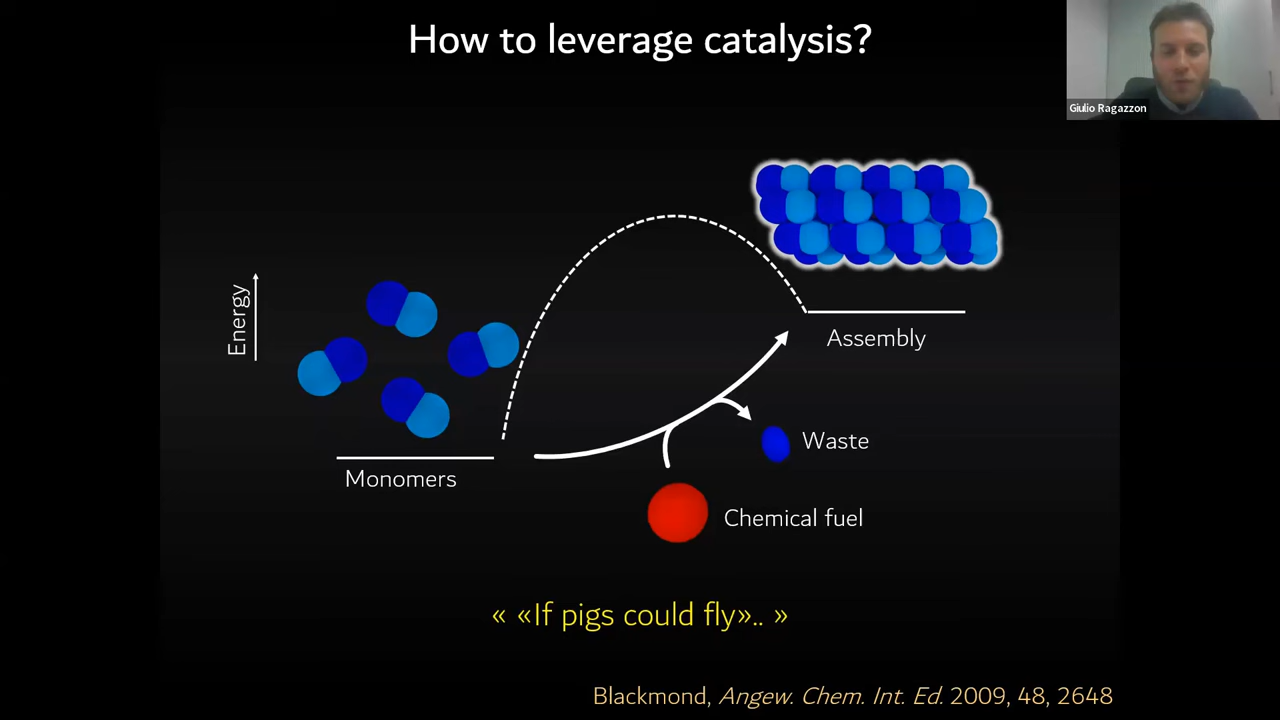 How to leverage catalysis?
Giulio Ragazzon
Energy
Assembly
Waste
Monomers
Chemical fuel
« «If pigs could fly».. »
Blackmond, Angew. Chem. Int. Ed. 2009, 48, 2648